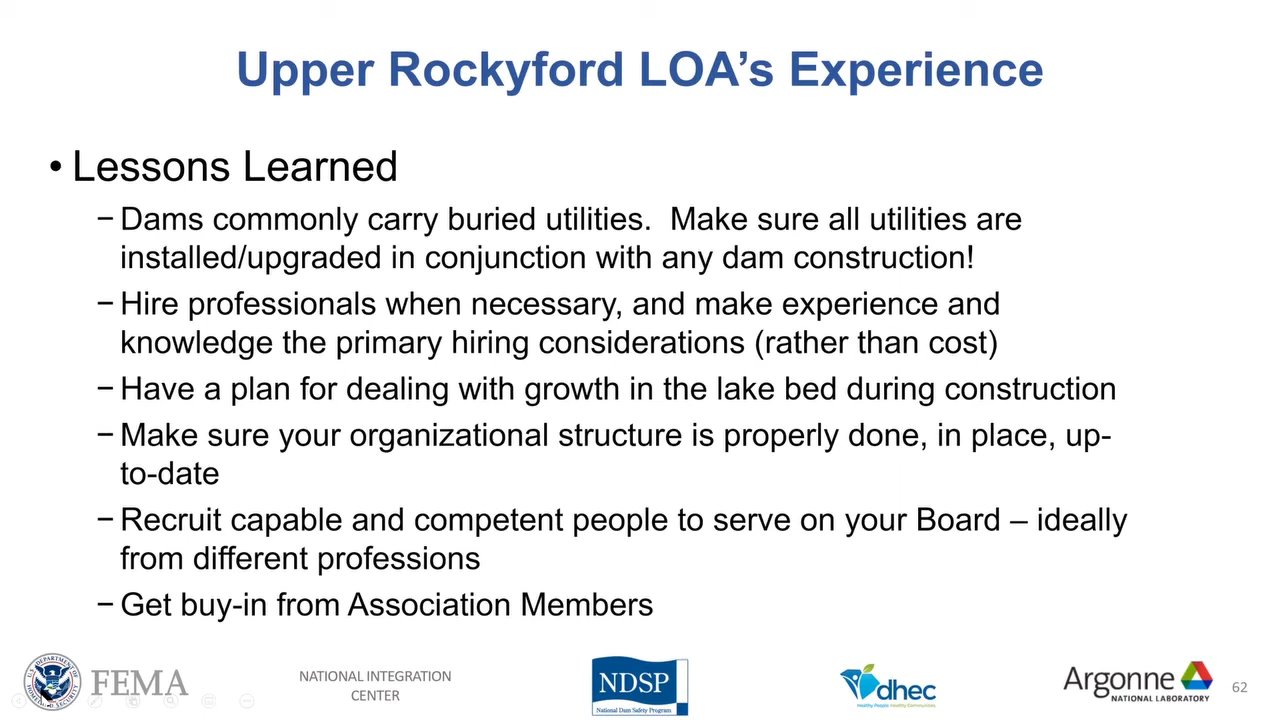 Upper Rockyford LOA’s Experience
• Lessons Learned
− Dams commonly carry buried utilities.  Make sure all utilities are
installed/upgraded in conjunction with any dam construction!
− Hire professionals when necessary, and make experience and
knowledge the primary hiring considerations (rather than cost)
− Have a plan for dealing with growth in the lake bed during construction
− Make sure your organizational structure is properly done, in place, up-
to-date
− Recruit capable and competent people to serve on your Board – ideally
from different professions
− Get buy-in from Association Members
FEMA
NATIONAL INTEGRATION
CENTER
NDSP
National Dam Safety Program
dhec
Healthy People. Healthy Communities.
Argonne
NATIONAL LABORATORY
62